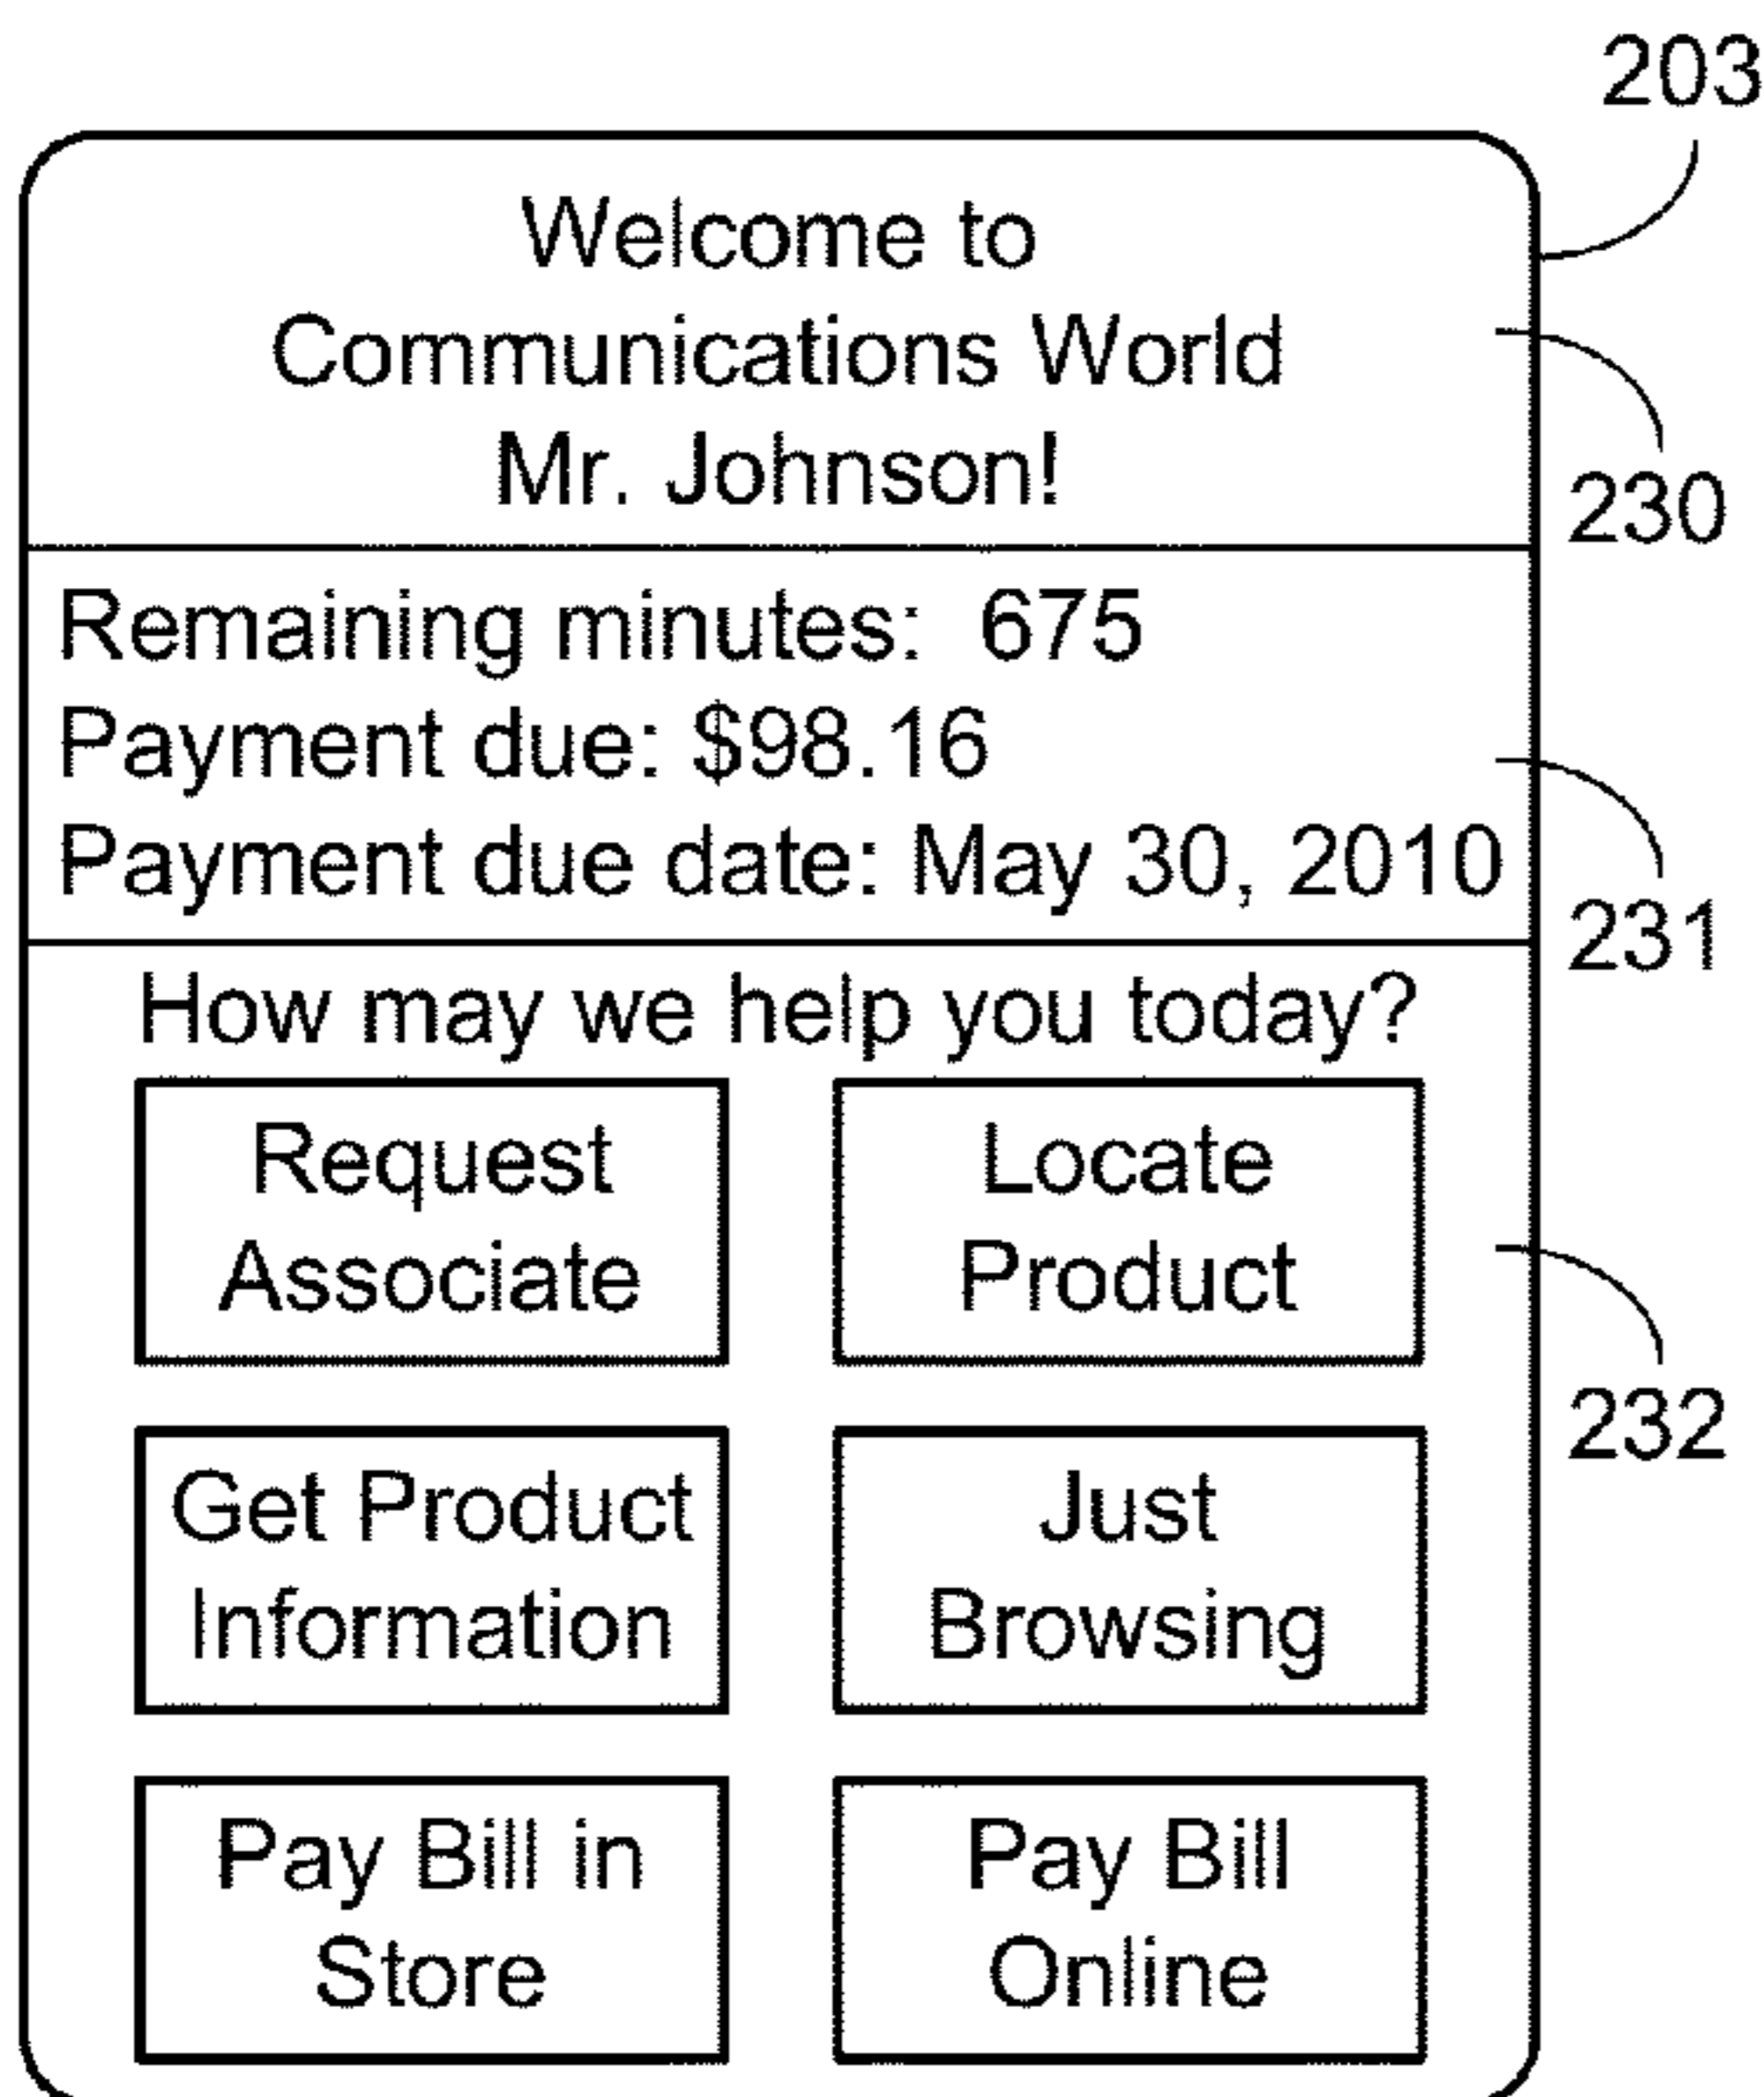 203
Welcome to
Communications World
Mr. Johnson!
230
Remaining minutes: 675
Payment due: $98.16
Payment due date: May 30, 2010
231
How may we help you today?
Request
Associate
Locate
Product
232
Get Product
Information
Just
Browsing
Pay Bill in
Store
Pay Bill
Online